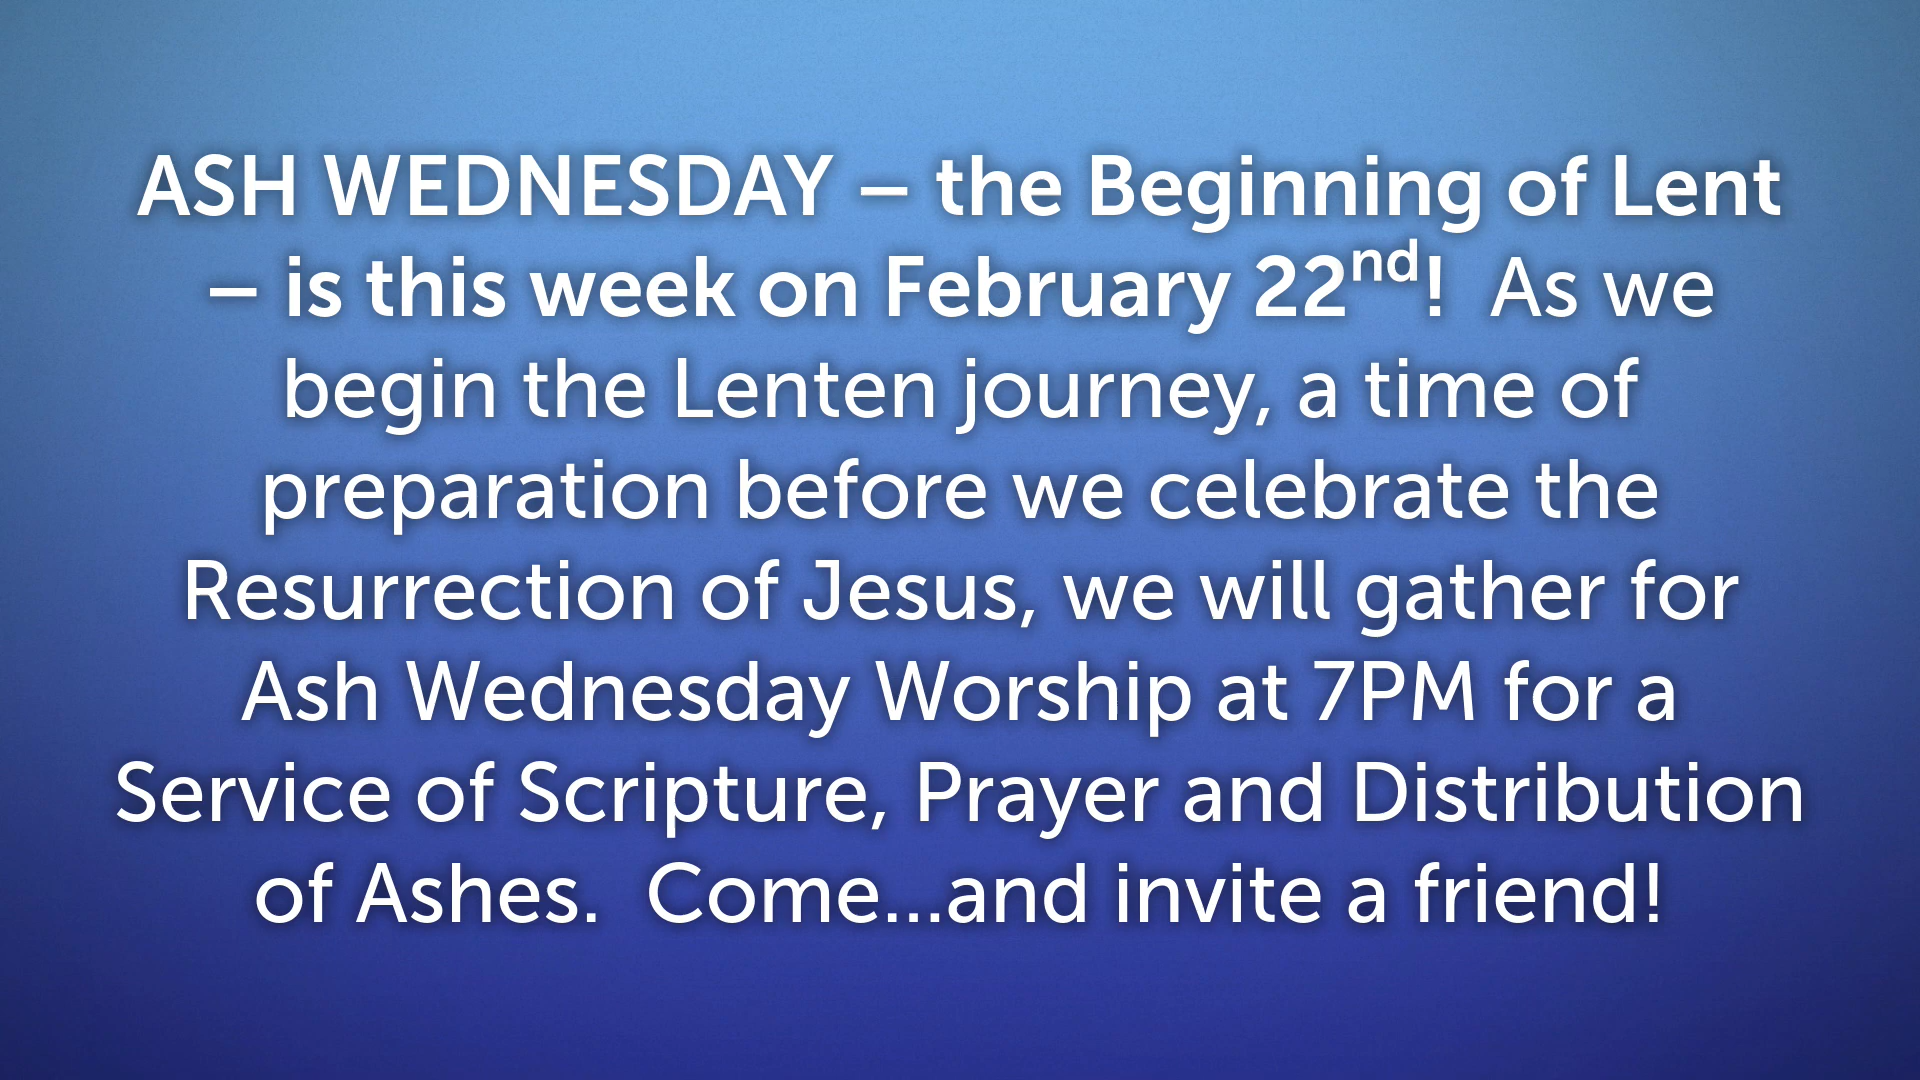 ASH WEDNESDAY – the Beginning of Lent
– is this week on February 22nd!  As we
begin the Lenten journey, a time of
preparation before we celebrate the
Resurrection of Jesus, we will gather for
Ash Wednesday Worship at 7PM for a
Service of Scripture, Prayer and Distribution
of Ashes.  Come...and invite a friend!